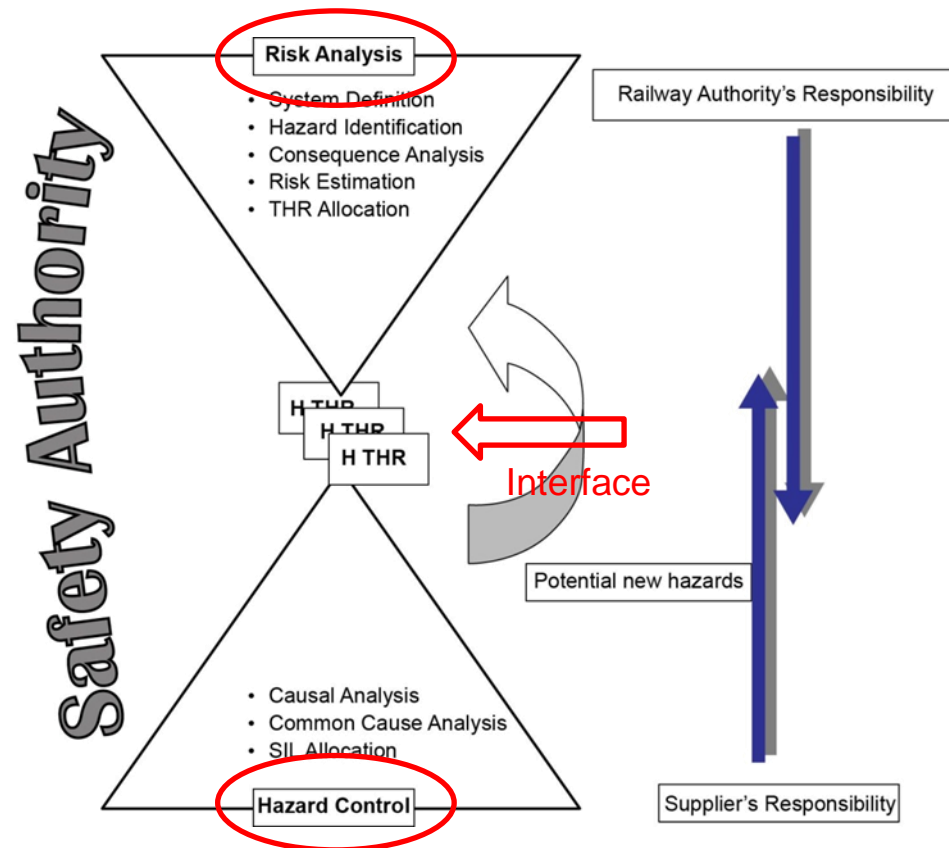 Safety Authority
Risk Analysis
• System Definition
• Hazard Identification
• Consequence Analysis
• Risk Estimation
• THR Allocation
Railway Authority's Responsibility
H THR
H THR
H THR
Interface
Potential new hazards
• Causal Analysis
• Common Cause Analysis
• SIL Allocation
Hazard Control
Supplier's Responsibility